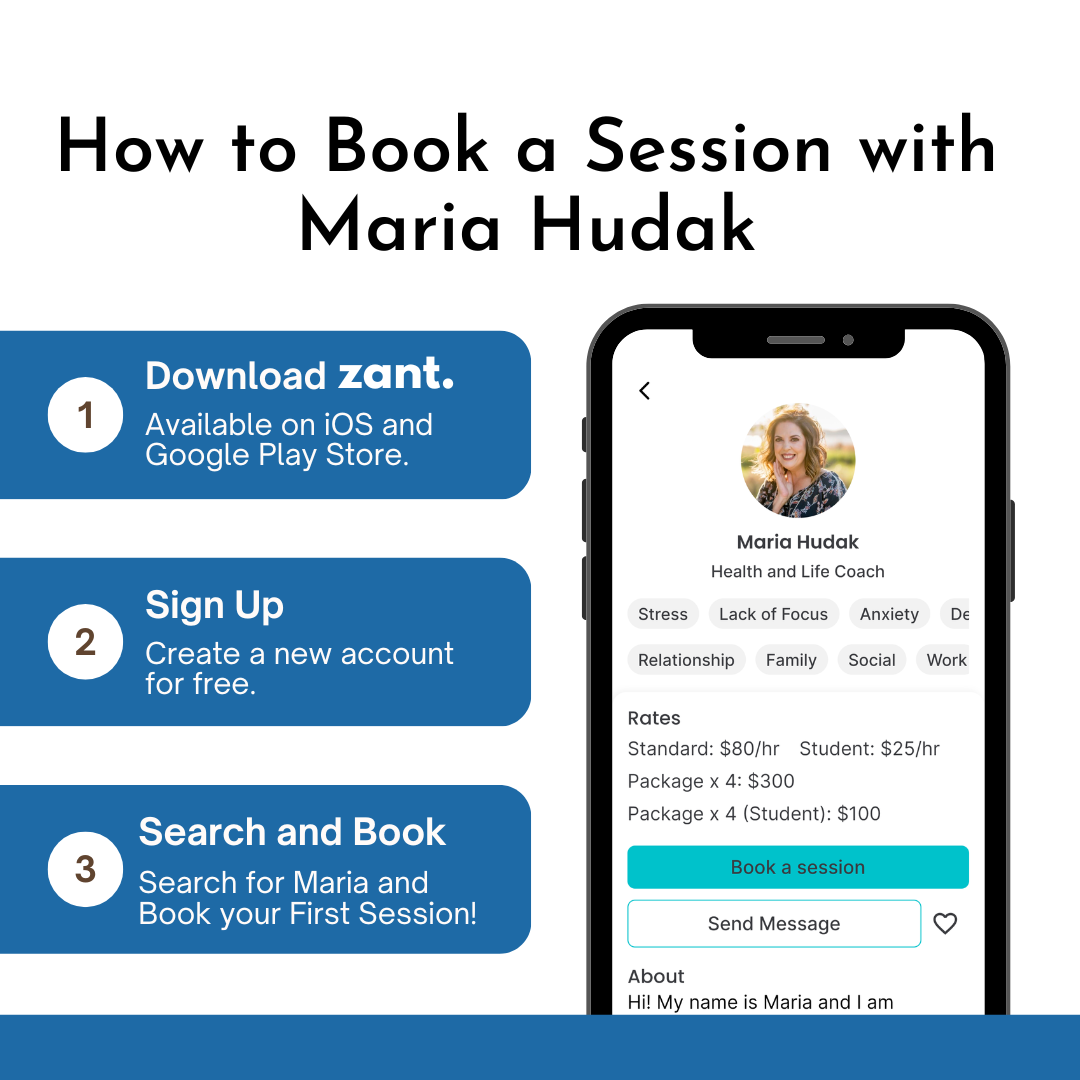 How to Book a Session with
Maria Hudak
1
Download zant.
Available on iOS and
Google Play Store.
2
Sign Up
Create a new account
for free.
3
Search and Book
Search for Maria and
Book your First Session!
Maria Hudak
Health and Life Coach
Stress Lack of Focus Anxiety De
Relationship Family Social Work
Rates
Standard: $80/hr Student: $25/hr
Package x 4: $300
Package x 4 (Student): $100
Book a session
Send Message
About
Hi! My name is Maria and I am